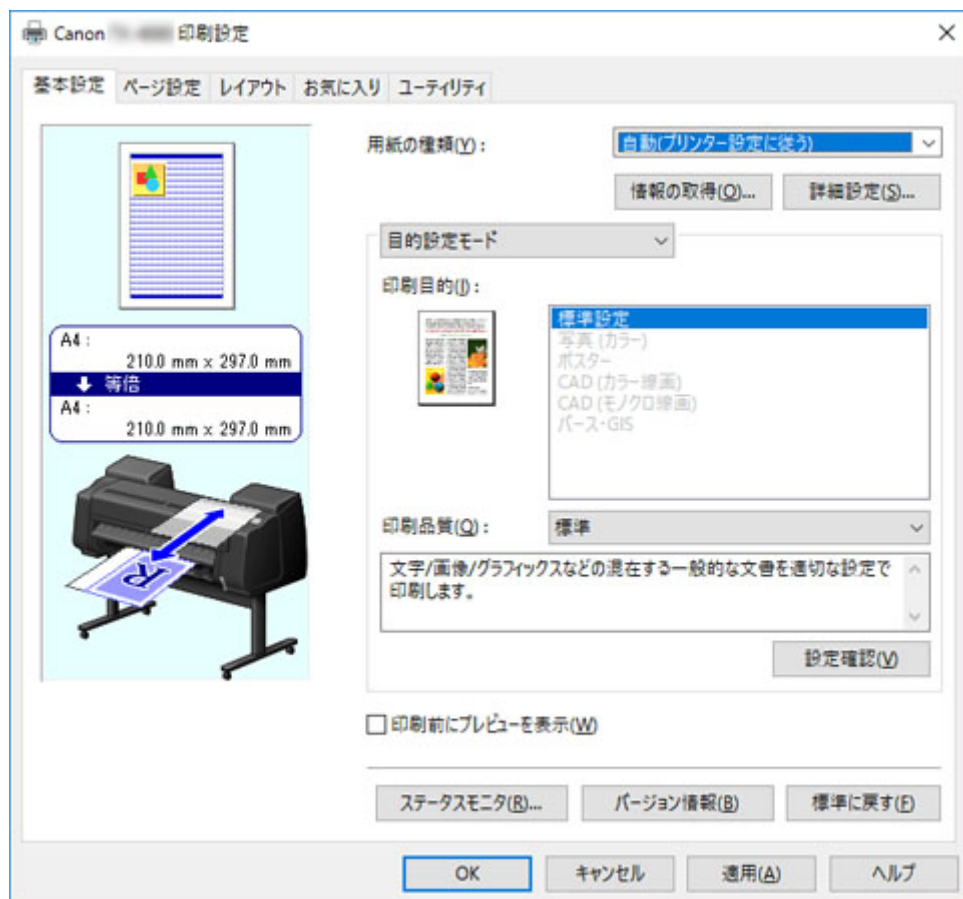 Canon 印刷設定
基本設定 ページ設定 レイアウト お気に入り ユーティリティ
用紙の種類(Y): 自動(プリンター設定に従う)
情報の取得(O)... 詳細設定(S)...
目的設定モード
印刷目的(J):
標準設定
写真 (カラー)
ポスター
CAD (カラー線画)
CAD (モノクロ線画)
パース・GIS
A4 :
210.0 mm x 297.0 mm
等倍
A4 :
210.0 mm x 297.0 mm
R
印刷品質(Q): 標準
文字/画像/グラフィックスなどの混在する一般的な文書を適切な設定で
印刷します。
設定確認(V)
印刷前にプレビューを表示(W)
ステータスモニタ(R)... バージョン情報(B) 標準に戻す(F)
OK キャンセル 適用(A) ヘルプ